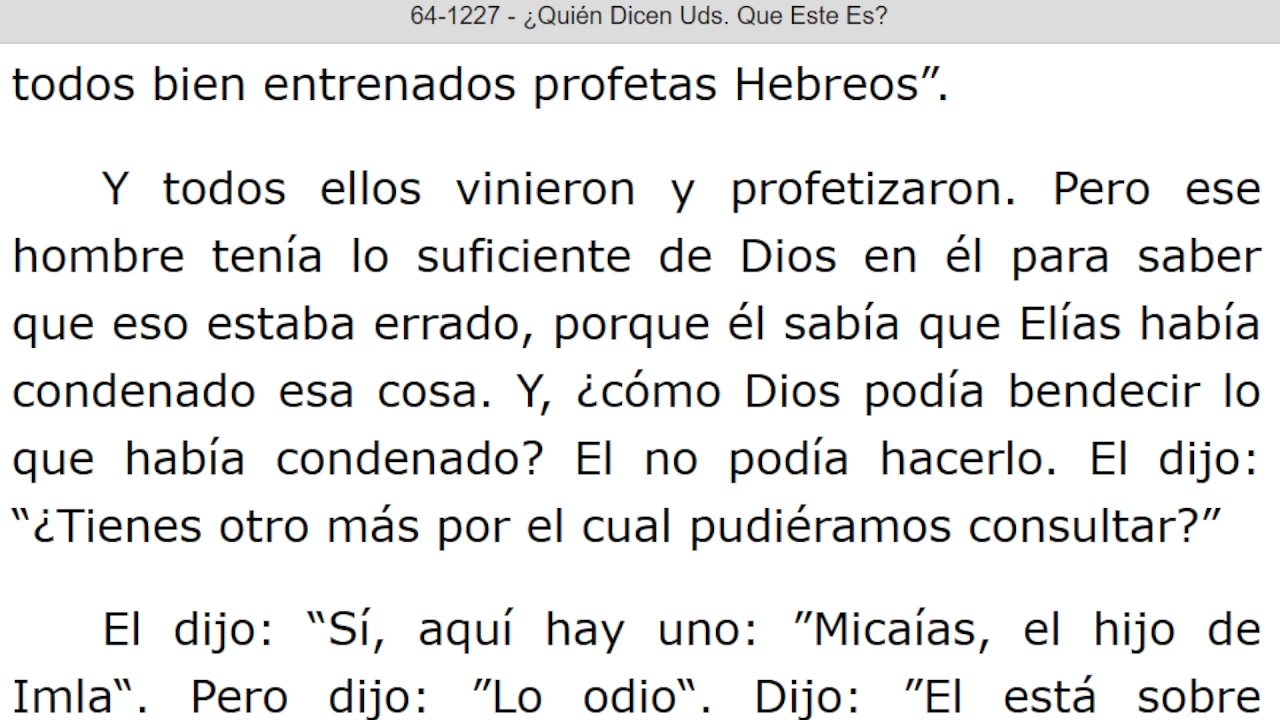 64-1227 - ¿Quién Dicen Uds. Que Este Es?
todos bien entrenados profetas Hebreos”.
Y todos ellos vinieron y profetizaron. Pero ese
hombre tenía lo suficiente de Dios en él para saber
que eso estaba errado, porque él sabía que Elías había
condenado esa cosa. Y, ¿cómo Dios podía bendecir lo
que había condenado? El no podía hacerlo. El dijo:
“¿Tienes otro más por el cual pudiéramos consultar?”
El dijo: “Sí, aquí hay uno: ”Micaías, el hijo de
Imla“. Pero dijo: ”Lo odio“. Dijo: ”El está sobre